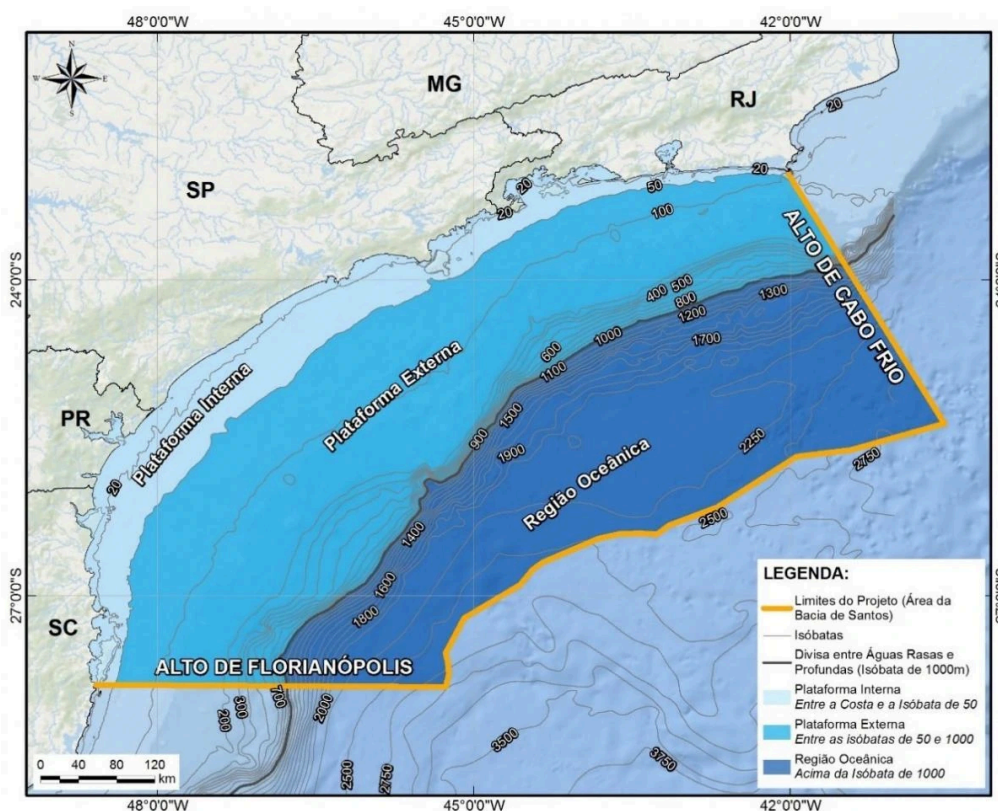 48°0'0"W
45°0'0"W
42°0'0"W
N
W
E
S
MG
RJ
SP
PR
SC
20
20
20
50
20
100
24°0'0"S
400
500
800
1200
1300
1700
600
1000
1100
ALTO DE CABO FRIO
Plataforma Interna
Plataforma Externa
Região Oceânica
900
1500
1900
2250
2750
2500
20
1400
1600
1800
27°0'0"S
ALTO DE FLORIANÓPOLIS
200
300
700
2000
2500
2750
3500
3750
LEGENDA:
Limites do Projeto (Área da
Bacia de Santos)
Isóbatas
Divisa entre Águas Rasas e
Profundas (Isóbata de 1000m)
Plataforma Interna
Entre a Costa e a Isóbata de 50
Plataforma Externa
Entre as isóbatas de 50 e 1000
Região Oceânica
Acima da Isóbata de 1000
0 20 40 80 120
km
48°0'0"W
45°0'0"W
42°0'0"W